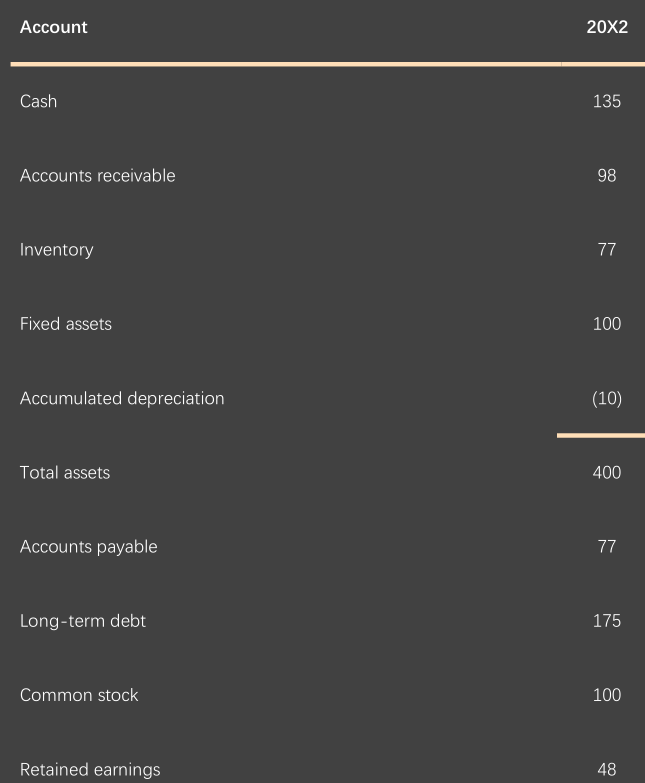 Account 20X2
Cash 135
Accounts receivable 98
Inventory 77
Fixed assets 100
Accumulated depreciation (10)
Total assets 400
Accounts payable 77
Long-term debt 175
Common stock 100
Retained earnings 48